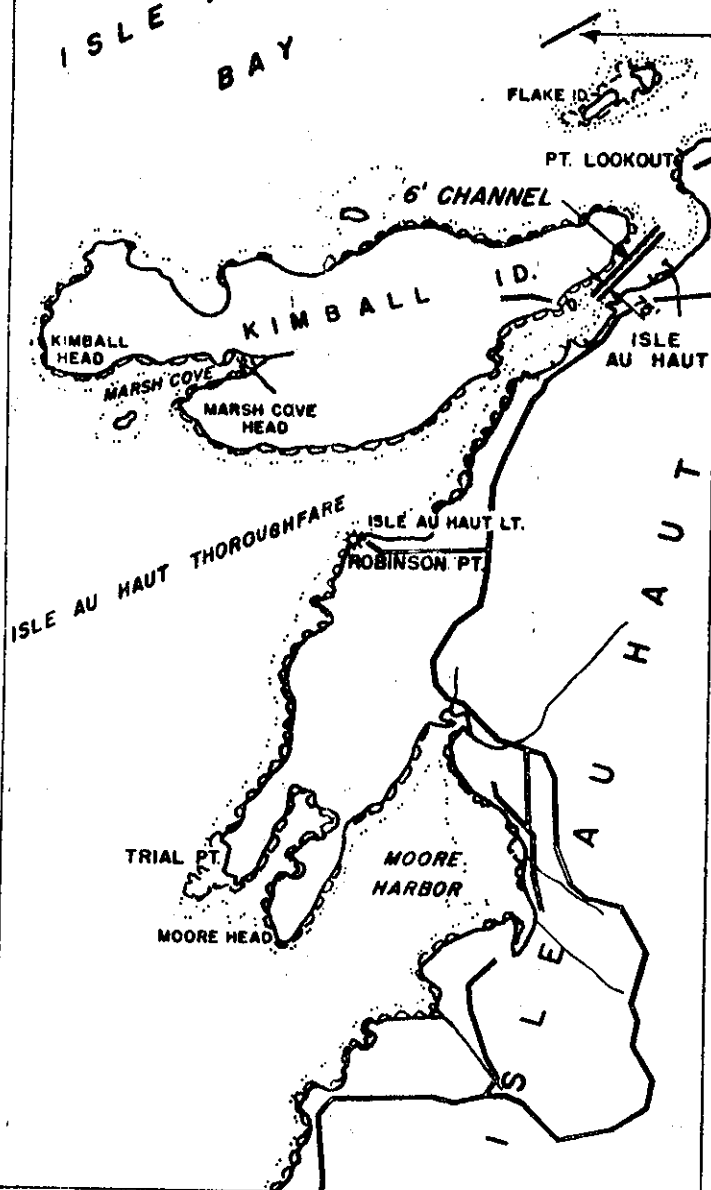 ISLE
BAY
FLAKE ID.
PT. LOOKOUT
6' CHANNEL
KIMBALL ID.
KIMBALL
HEAD
MARSH COVE
MARSH COVE
HEAD
ISLE
AU HAUT
ISLE AU HAUT THOROUGHFARE
ISLE AU HAUT LT.
ROBINSON PT.
ISLE AU HAUT
TRIAL PT.
MOORE
HARBOR
MOORE HEAD